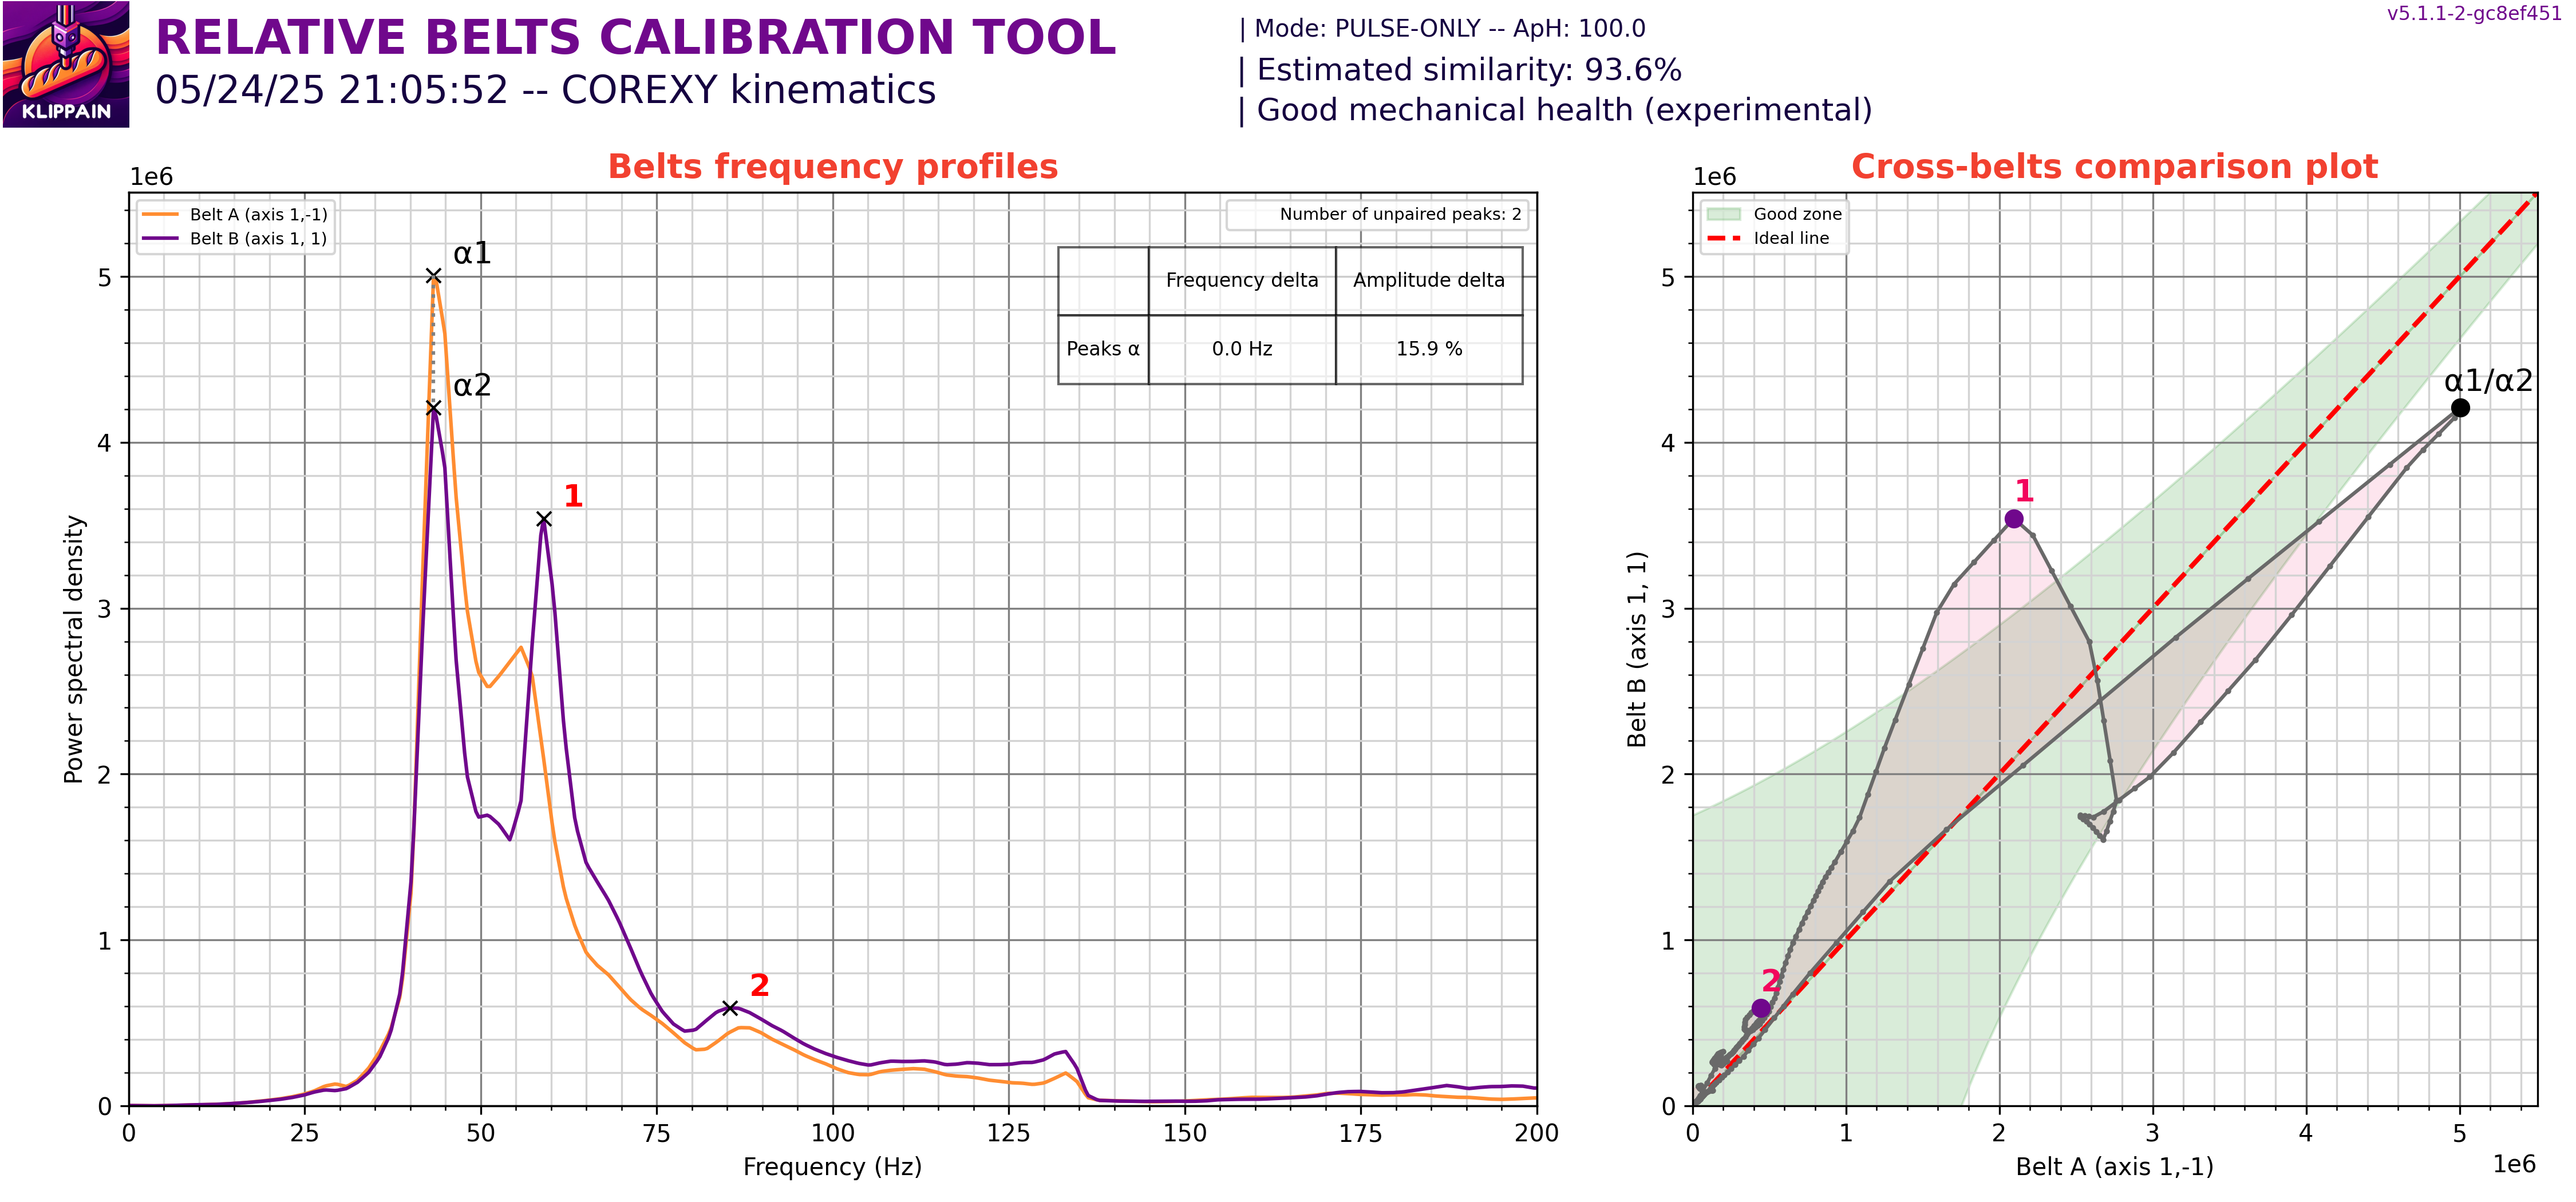 KLIPPAIN
RELATIVE BELTS CALIBRATION TOOL
05/24/25 21:05:52 -- COREXY kinematics
| Mode: PULSE-ONLY -- ApH: 100.0
| Estimated similarity: 93.6%
| Good mechanical health (experimental)
v5.1.1-2-gc8ef451
Belts frequency profiles
1e6
Belt A (axis 1,-1)
Belt B (axis 1, 1)
Number of unpaired peaks: 2
Frequency delta Amplitude delta
Peaks α 0.0 Hz 15.9 %
α1
α2
1
2
5
4
3
2
1
0
Power spectral density
0 25 50 75 100 125 150 175 200
Frequency (Hz)
Cross-belts comparison plot
1e6
Good zone
Ideal line
α1/α2
1
2
5
4
3
2
1
0
Belt B (axis 1, 1)
0 1 2 3 4 5
Belt A (axis 1,-1)
1e6